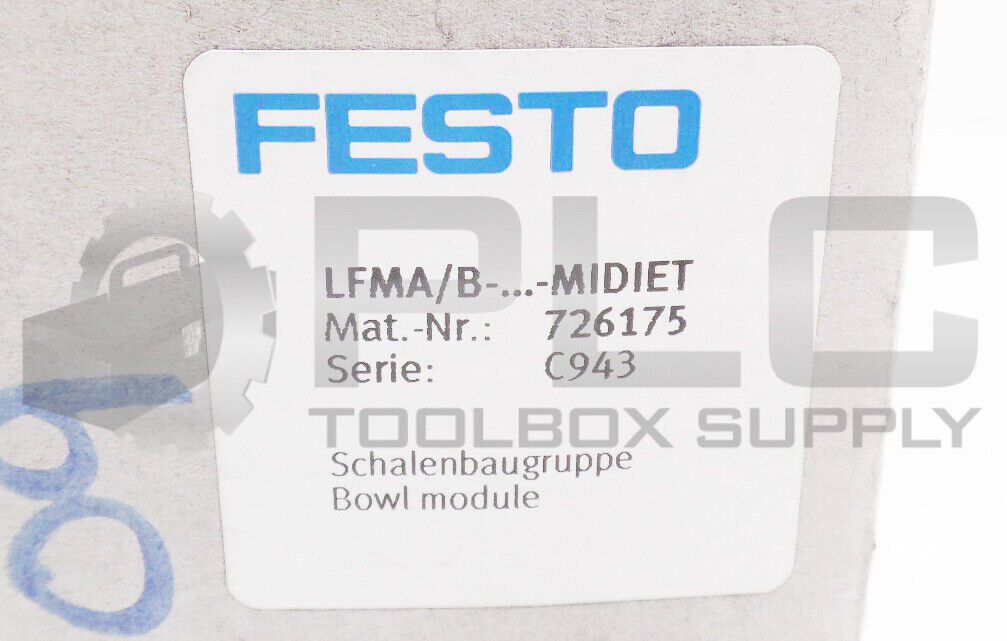 FESTO
LFMA/B-...-MIDIET
Mat.-Nr.: 726175
Serie: C943
Schalenbaugruppe
Bowl module
PLC
TOOLBOX SUPPLY